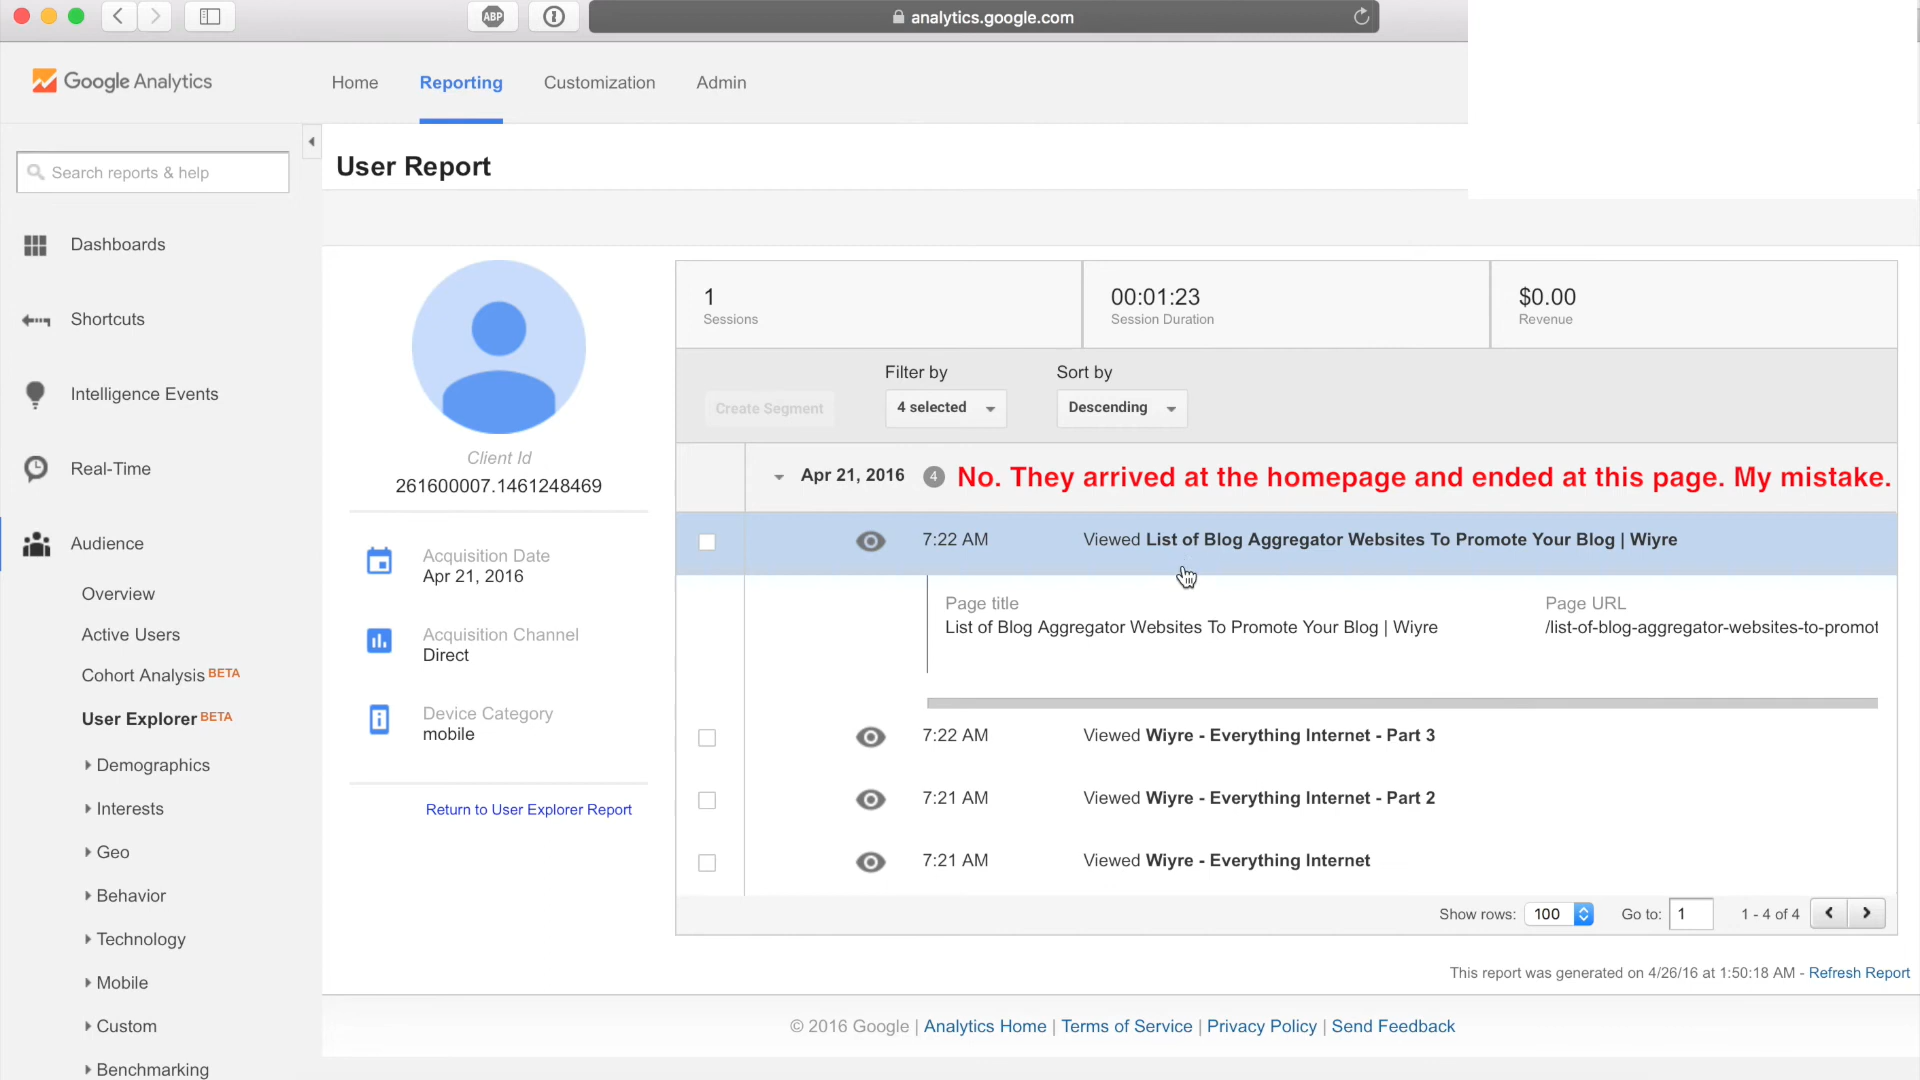 ABP
analytics.google.com
Google Analytics
Home
Reporting
Customization
Admin
Search reports & help
User Report
Dashboards
Shortcuts
Intelligence Events
Real-Time
Audience
Overview
Active Users
Cohort Analysis BETA
User Explorer BETA
Demographics
Interests
Geo
Behavior
Technology
Mobile
Custom
Benchmarking
Client Id
261600007.1461248469
Acquisition Date
Apr 21, 2016
Acquisition Channel
Direct
Device Category
mobile
Return to User Explorer Report
1
Sessions
00:01:23
Session Duration
$0.00
Revenue
Create Segment
Filter by
4 selected
Sort by
Descending
Apr 21, 2016 4 No. They arrived at the homepage and ended at this page. My mistake.
7:22 AM Viewed List of Blog Aggregator Websites To Promote Your Blog | Wiyre
Page title
List of Blog Aggregator Websites To Promote Your Blog | Wiyre
Page URL
/list-of-blog-aggregator-websites-to-promot
7:22 AM Viewed Wiyre - Everything Internet - Part 3
7:21 AM Viewed Wiyre - Everything Internet - Part 2
7:21 AM Viewed Wiyre - Everything Internet
Show rows: 100 Go to: 1 1 - 4 of 4
This report was generated on 4/26/16 at 1:50:18 AM - Refresh Report
© 2016 Google | Analytics Home | Terms of Service | Privacy Policy | Send Feedback